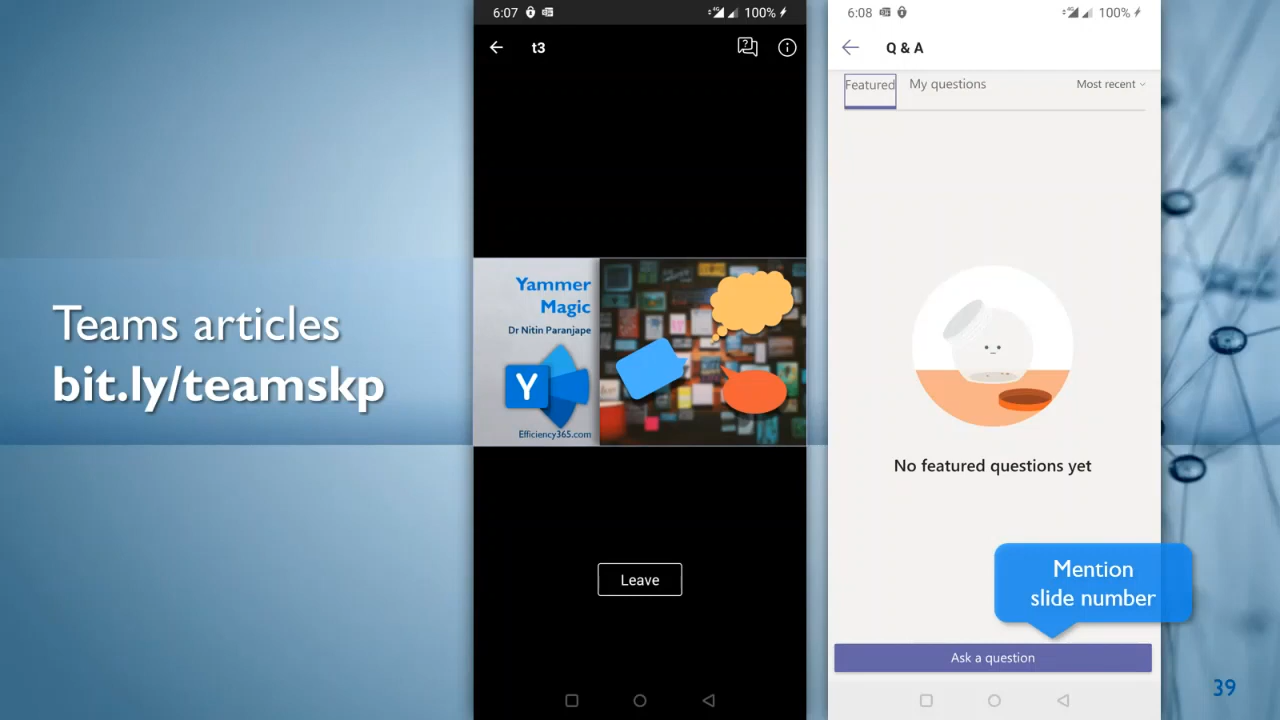 Teams articles
bit.ly/teamskp
6:07
100%
t3
Yammer
Magic
Dr Nitin Paranjape
Y
Efficiency365.com
Leave
6:08
100%
Q & A
Featured
My questions
Most recent
No featured questions yet
Mention
slide number
Ask a question
39